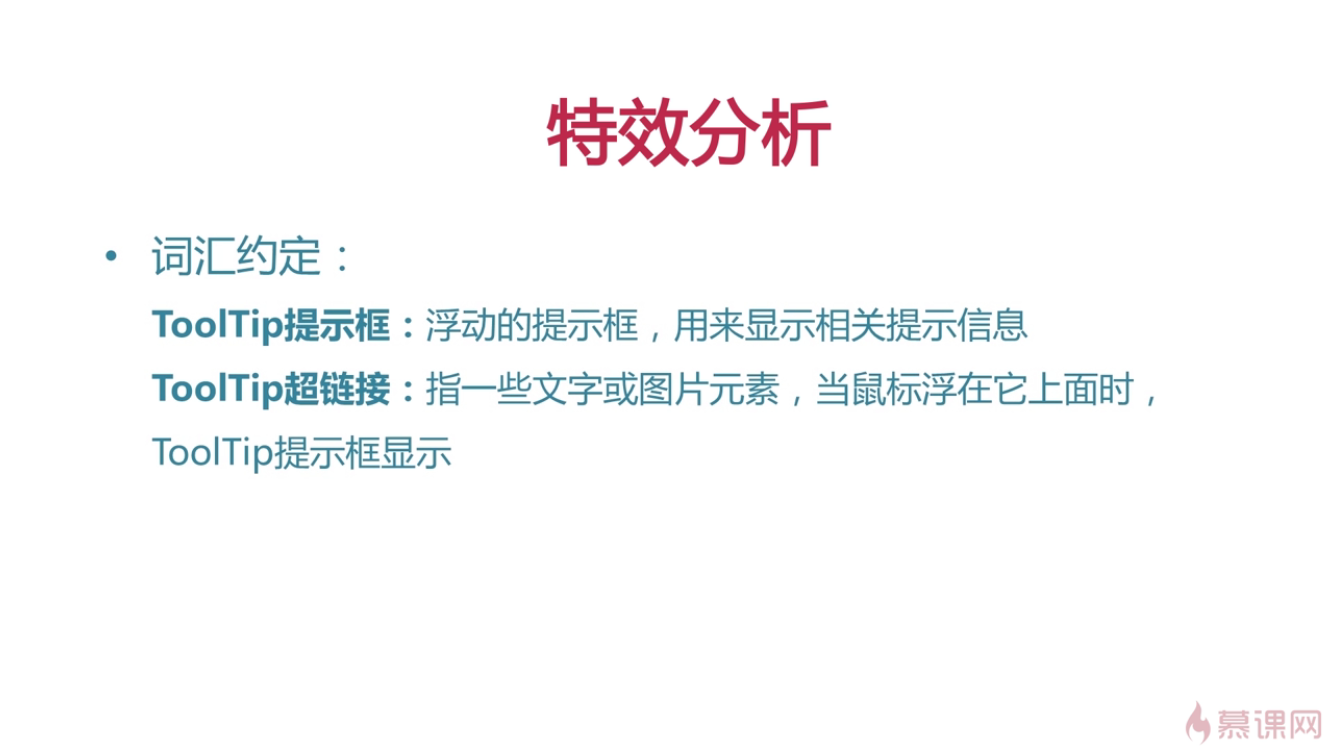 特效分析
• 词汇约定：
ToolTip提示框：浮动的提示框，用来显示相关提示信息
ToolTip超链接：指一些文字或图片元素，当鼠标浮在它上面时，
ToolTip提示框显示
慕课网